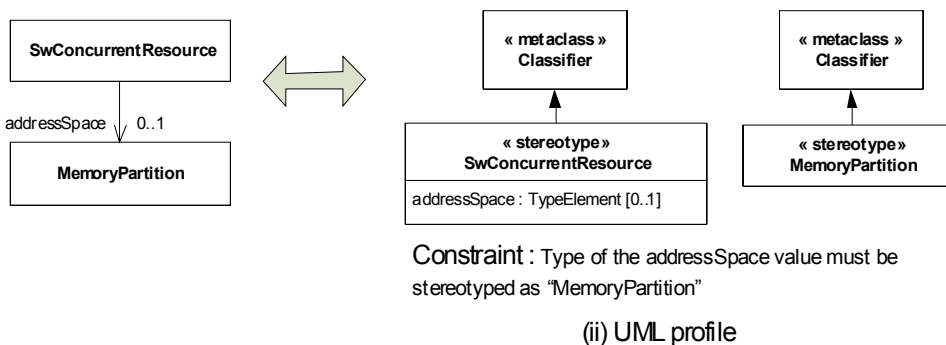 SwConcurrentResource
addressSpace 0..1
MemoryPartition
« metaclass »
Classifier
« stereotype»
SwConcurrentResource
addressSpace : TypeElement [0..1]
« metaclass »
Classifier
« stereotype»
MemoryPartition
Constraint : Type of the addressSpace value must be
stereotyped as “MemoryPartition”
(ii) UML profile